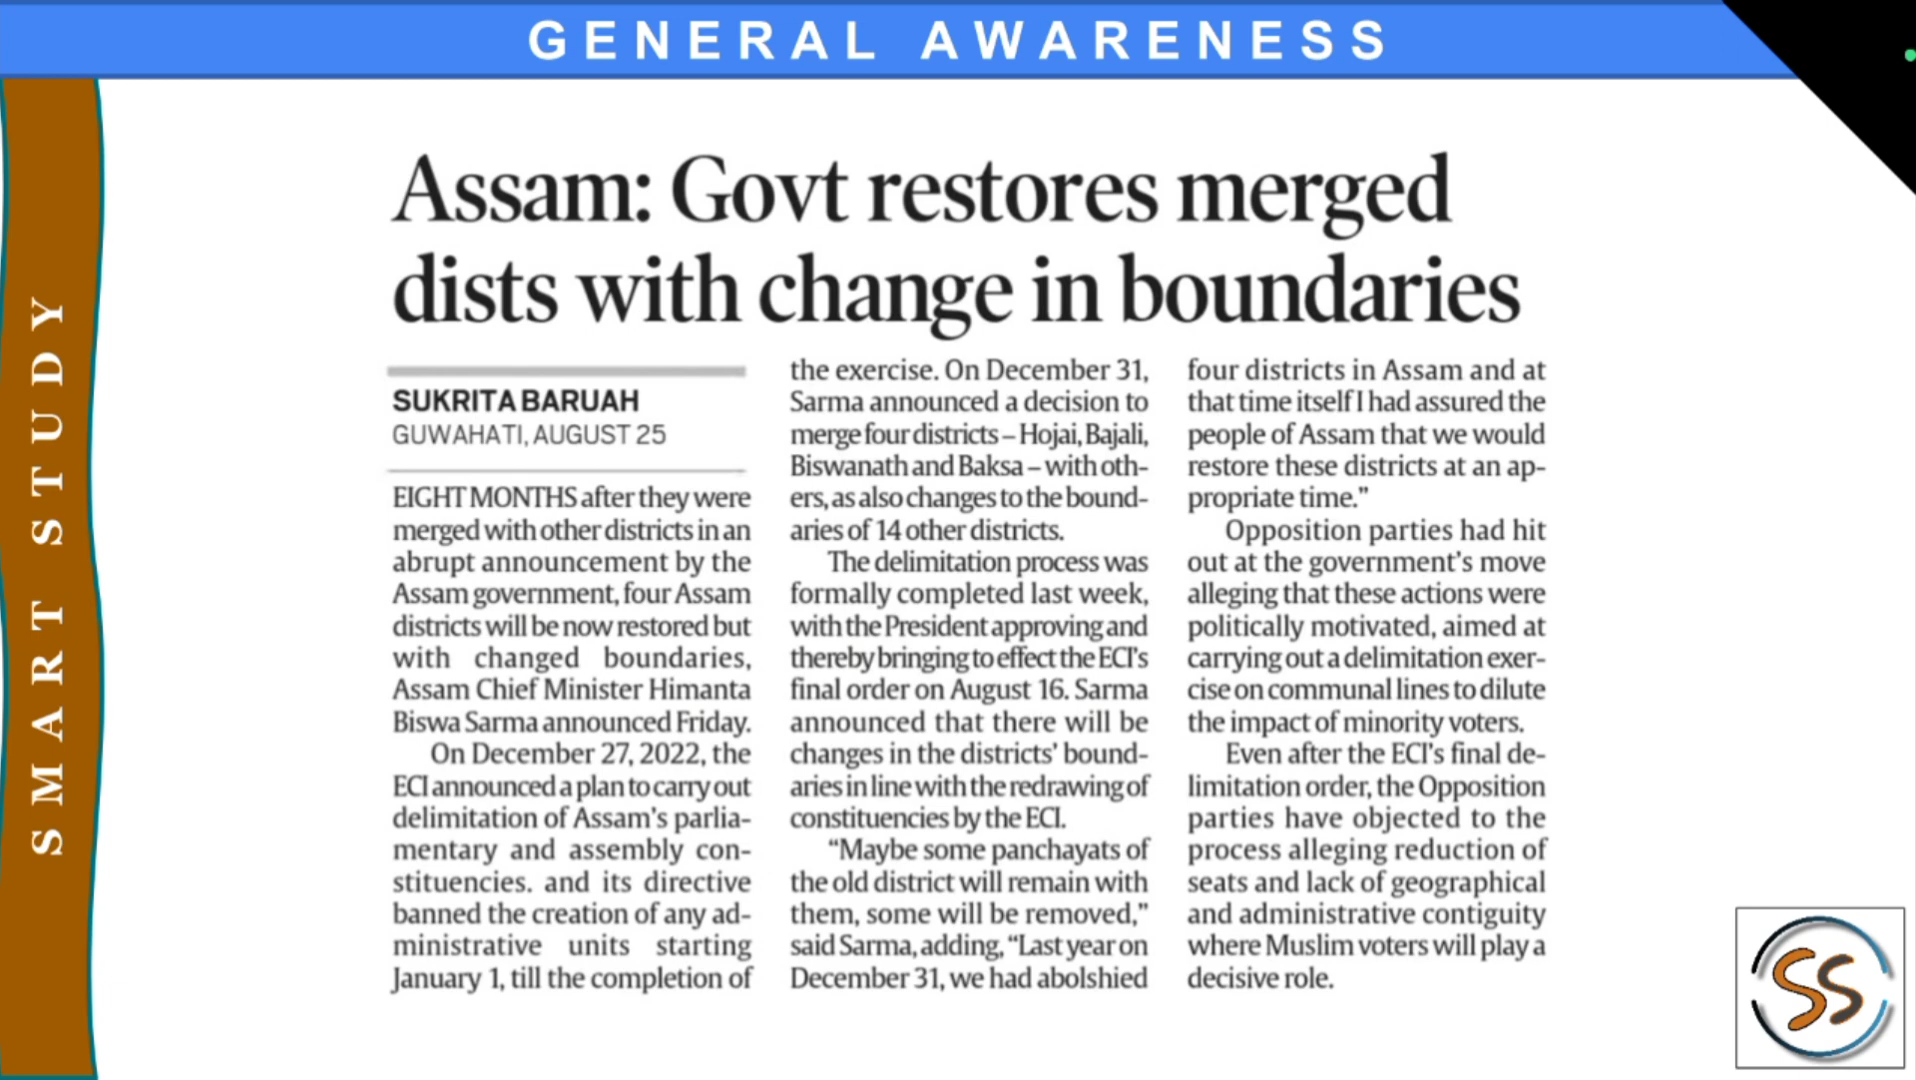 GENERAL AWARENESS
SMART STUDY
Assam: Govt restores merged
dists with change in boundaries
SUKRITA BARUAH
GUWAHATI, AUGUST 25
EIGHT MONTHS after they were
merged with other districts in an
abrupt announcement by the
Assam government, four Assam
districts will be now restored but
with changed boundaries,
Assam Chief Minister Himanta
Biswa Sarma announced Friday.
On December 27, 2022, the
ECI announced a plan to carry out
delimitation of Assam's parlia-
mentary and assembly con-
stituencies. and its directive
banned the creation of any ad-
ministrative units starting
January 1, till the completion of
the exercise. On December 31,
Sarma announced a decision to
merge four districts – Hojai, Bajali,
Biswanath and Baksa – with oth-
ers, as also changes to the bound-
aries of 14 other districts.
The delimitation process was
formally completed last week,
with the President approving and
thereby bringing to effect the ECI's
final order on August 16. Sarma
announced that there will be
changes in the districts' bound-
aries in line with the redrawing of
constituencies by the ECI.
"Maybe some panchayats of
the old district will remain with
them, some will be removed,"
said Sarma, adding, "Last year on
December 31, we had abolshied
four districts in Assam and at
that time itself I had assured the
people of Assam that we would
restore these districts at an ap-
propriate time."
Opposition parties had hit
out at the government's move
alleging that these actions were
politically motivated, aimed at
carrying out a delimitation exer-
cise on communal lines to dilute
the impact of minority voters.
Even after the ECI's final de-
limitation order, the Opposition
parties have objected to the
process alleging reduction of
seats and lack of geographical
and administrative contiguity
where Muslim voters will play a
decisive role.
SS